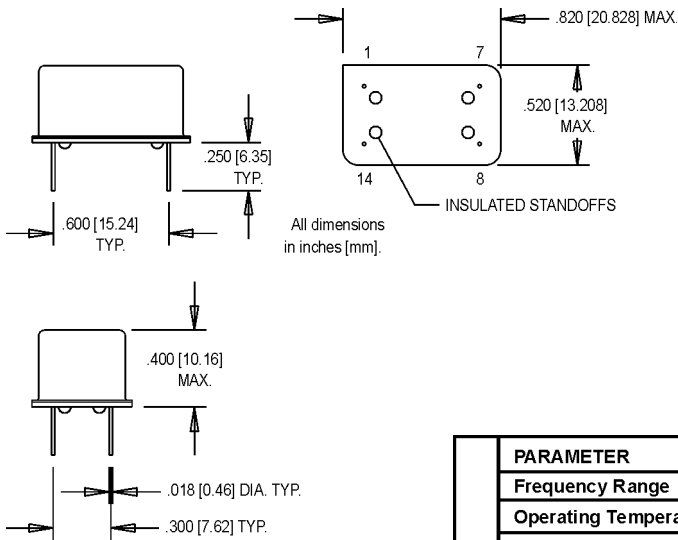 .820 [20.828] MAX.
1
7
.520 [13.208]
MAX.
.250 [6.35]
TYP.
14
8
INSULATED STANDOFFS
.600 [15.24]
TYP.
All dimensions
in inches [mm].
.400 [10.16]
MAX.
.018 [0.46] DIA. TYP.
.300 [7.62] TYP.
PARAMETER
Frequency Range
Operating Tempera